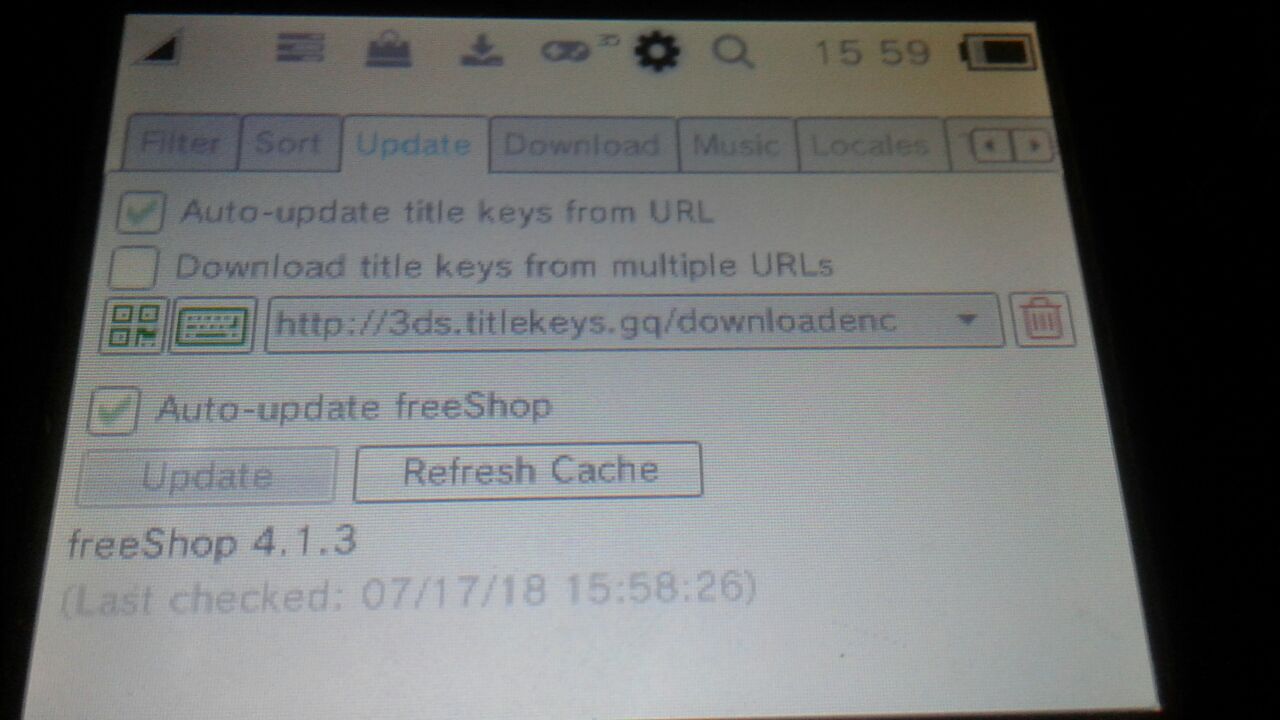 3D 15 59
Filter Sort Update Download Music Locales
Auto-update title keys from URL
Download title keys from multiple URLs
http://3ds.titlekeys.gq/downloadenc
Auto-update freeShop
Update Refresh Cache
freeShop 4.1.3
(Last checked: 07/17/18 15:58:26)